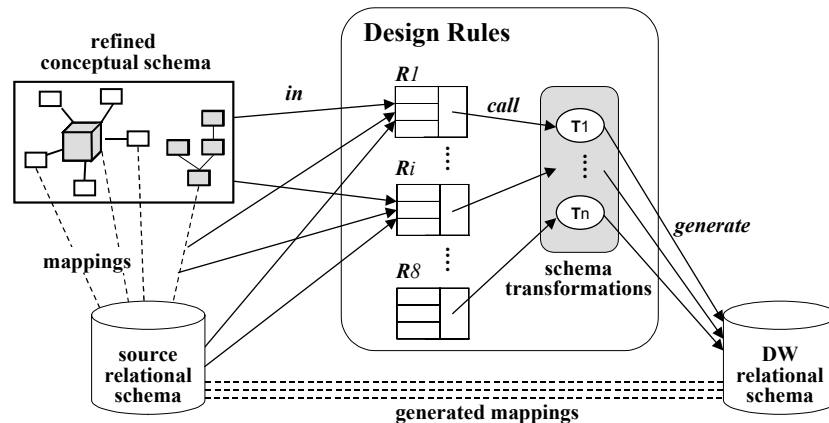 refined
conceptual schema
Design Rules
in
R1
call
T1
Ri
mappings
R8
Tn
generate
schema
transformations
source
relational
schema
DW
relational
schema
generated mappings